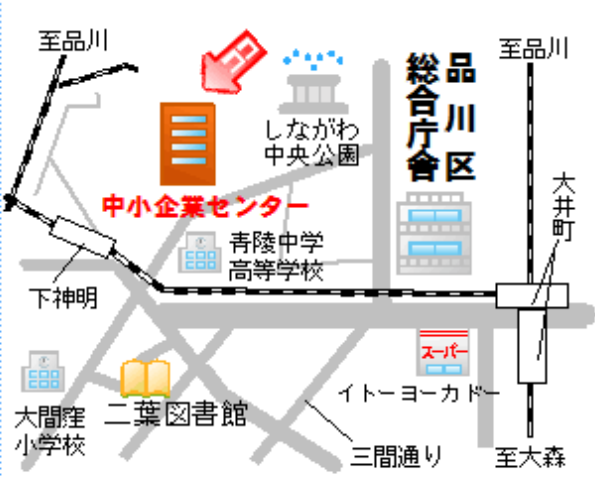 至品川
至品川
しながわ
中央公園
品川区
総合庁舎
中小企業センター
大井町
青陵中学
高等学校
下神明
スーパー
イトーヨーカドー
大間窪
小学校
二葉図書館
三間通り
至大森